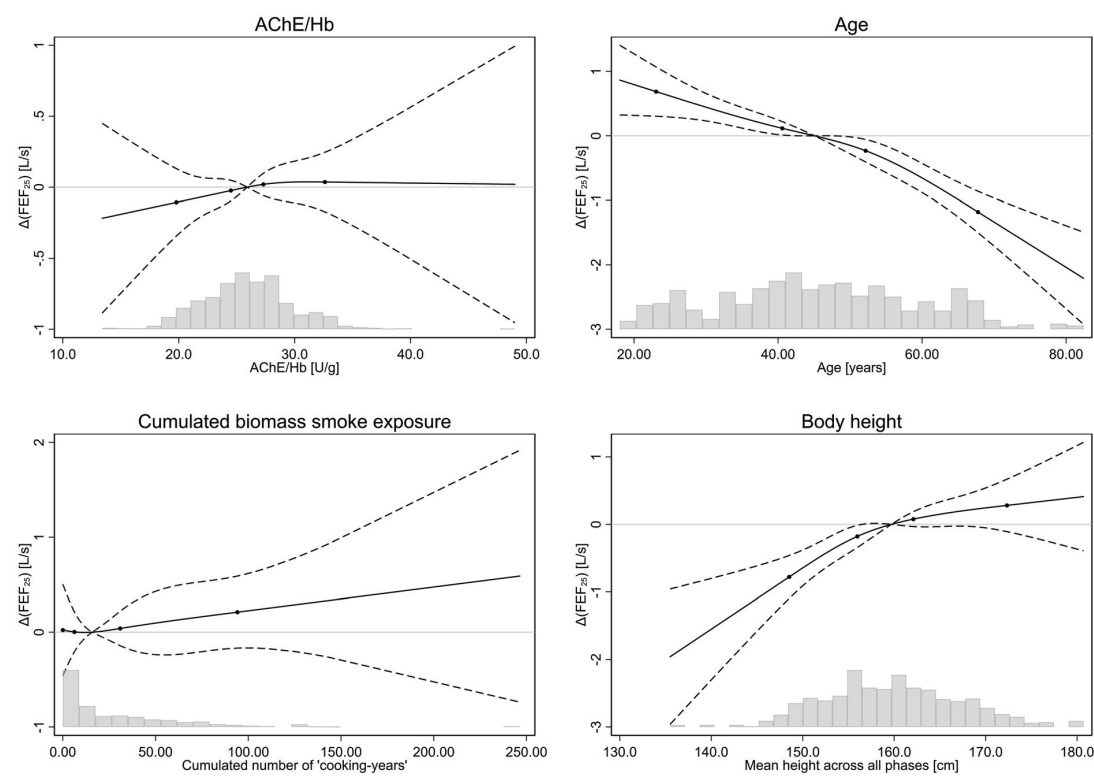 AChE/Hb
Δ(FEF25) [L/s]
1
.5
0
-.5
-1
10.0 20.0 30.0 40.0 50.0
AChE/Hb [U/g]
Age
Δ(FEF25) [L/s]
1
0
-1
-2
-3
20.00 40.00 60.00 80.00
Age [years]
Cumulated biomass smoke exposure
Δ(FEF25) [L/s]
2
1
0
-1
0.00 50.00 100.00 150.00 200.00 250.00
Cumulated number of 'cooking-years'
Body height
Δ(FEF25) [L/s]
1
0
-1
-2
-3
130.0 140.0 150.0 160.0 170.0 180.0
Mean height across all phases [cm]